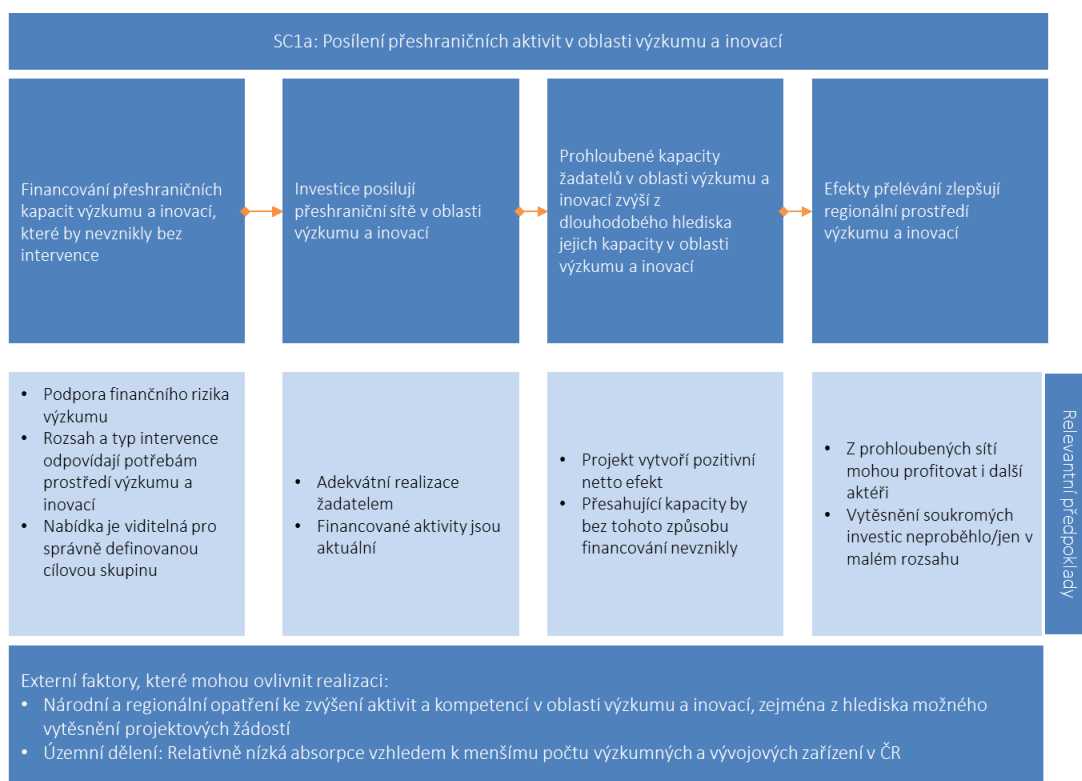 SC1a: Posílení přeshraničních aktivit v oblasti výzkumu a inovací
Financování přeshraničních
kapacit výzkumu a inovací,
které by nevznikly bez
intervence
Investice posilují
přeshraniční sítě v oblasti
výzkumu a inovací
Prohloubené kapacity
žadatelů v oblasti výzkumu a
inovací zvýší z
dlouhodobého hlediska
jejich kapacity v oblasti
výzkumu a inovací
Efekty přelévání zlepšují
regionální prostředí
výzkumu a inovací
• Podpora finančního rizika
výzkumu
• Rozsah a typ intervence
odpovídají potřebám
prostředí výzkumu a
inovací
• Nabídka je viditelná pro
správně definovanou
cílovou skupinu
• Adekvátní realizace
žadatelem
• Financované aktivity jsou
aktuální
• Projekt vytvoří pozitivní
netto efekt
• Přesahující kapacity by
bez tohoto způsobu
financování nevznikly
• Z prohloubených sítí
mohou profitovat i další
aktéři
• Vytěsnění soukromých
investic neproběhlo/jen v
malém rozsahu
Relevantní předpoklady
Externí faktory, které mohou ovlivnit realizaci:
• Národní a regionální opatření ke zvýšení aktivit a kompetencí v oblasti výzkumu a inovací, zejména z hlediska možného
vytěsnění projektových žádostí
• Územní dělení: Relativně nízká absorpce vzhledem k menšímu počtu výzkumných a vývojových zařízení v ČR